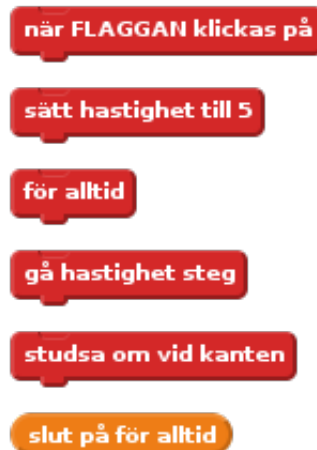 när FLAGGAN klickas på
sätt hastighet till 5
för alltid
gå hastighet steg
studsa om vid kanten
slut på för alltid